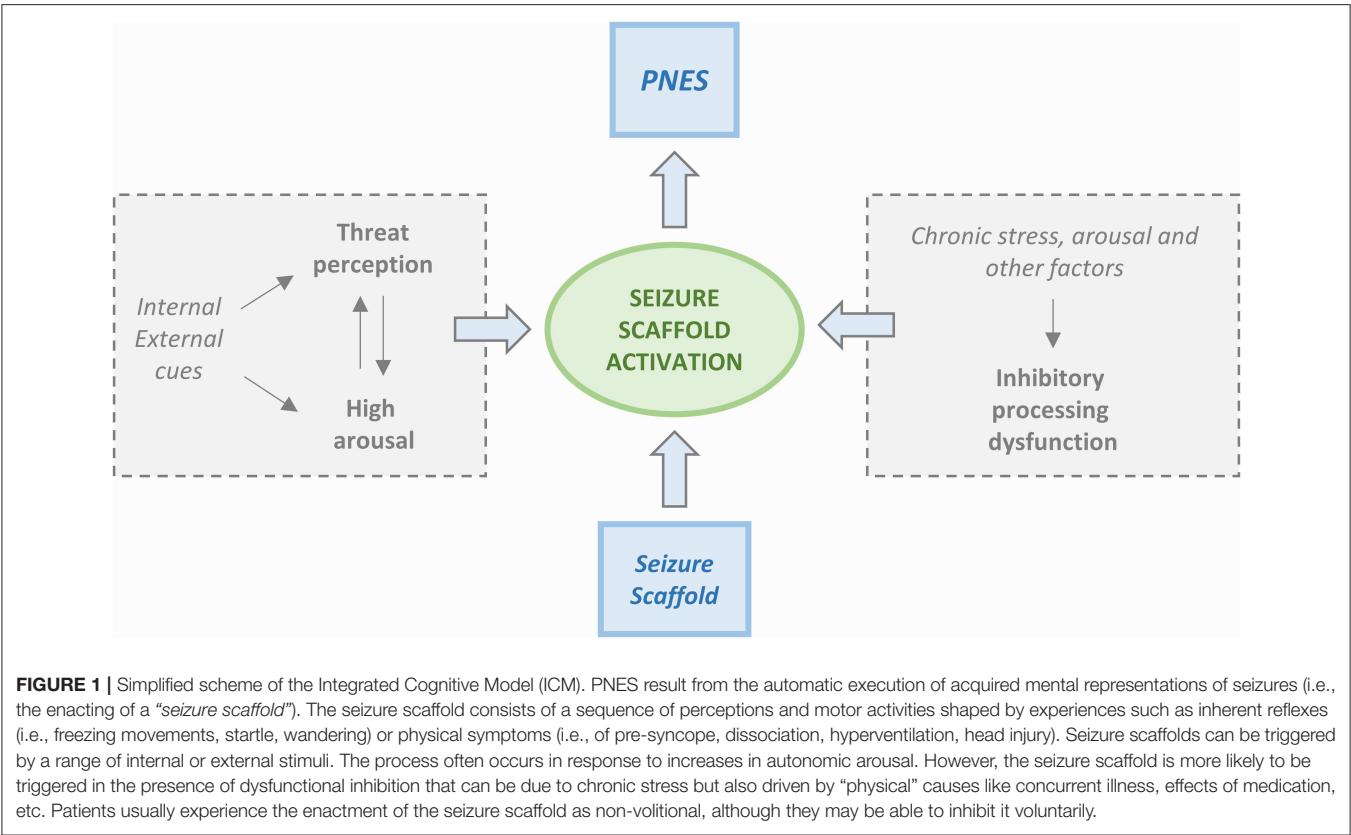 PNES
Threat
perception
Internal
External
cues
High
arousal
SEIZURE
SCAFFOLD
ACTIVATION
Chronic stress, arousal and
other factors
Inhibitory
processing
dysfunction
Seizure
Scaffold
FIGURE 1 | Simplified scheme of the Integrated Cognitive Model (ICM). PNES result from the automatic execution of acquired mental representations of seizures (i.e.,
the enacting of a “seizure scaffold”). The seizure scaffold consists of a sequence of perceptions and motor activities shaped by experiences such as inherent reflexes
(i.e., freezing movements, startle, wandering) or physical symptoms (i.e., of pre-syncope, dissociation, hyperventilation, head injury). Seizure scaffolds can be triggered
by a range of internal or external stimuli. The process often occurs in response to increases in autonomic arousal. However, the seizure scaffold is more likely to be
triggered in the presence of dysfunctional inhibition that can be due to chronic stress but also driven by “physical” causes like concurrent illness, effects of medication,
etc. Patients usually experience the enactment of the seizure scaffold as non-volitional, although they may be able to inhibit it voluntarily.